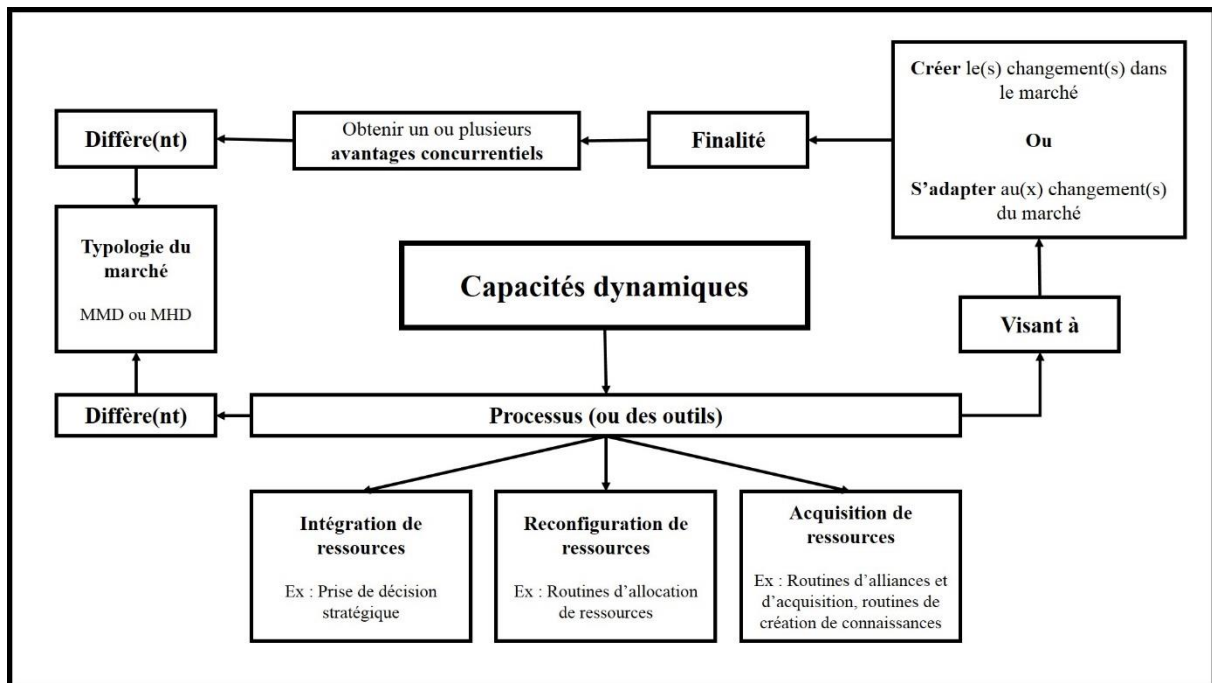 Créer le(s) changement(s) dans
le marché
Ou
S'adapter au(x) changement(s)
du marché
Diffère(nt)
Obtenir un ou plusieurs
avantages concurrentiels
Finalité
Typologie du
marché
MMD ou MHD
Capacités dynamiques
Visant à
Diffère(nt)
Processus (ou des outils)
Intégration de
ressources
Ex : Prise de décision
stratégique
Reconfiguration de
ressources
Ex : Routines d'allocation
de ressources
Acquisition de
ressources
Ex : Routines d'alliances et
d'acquisition, routines de
création de connaissances